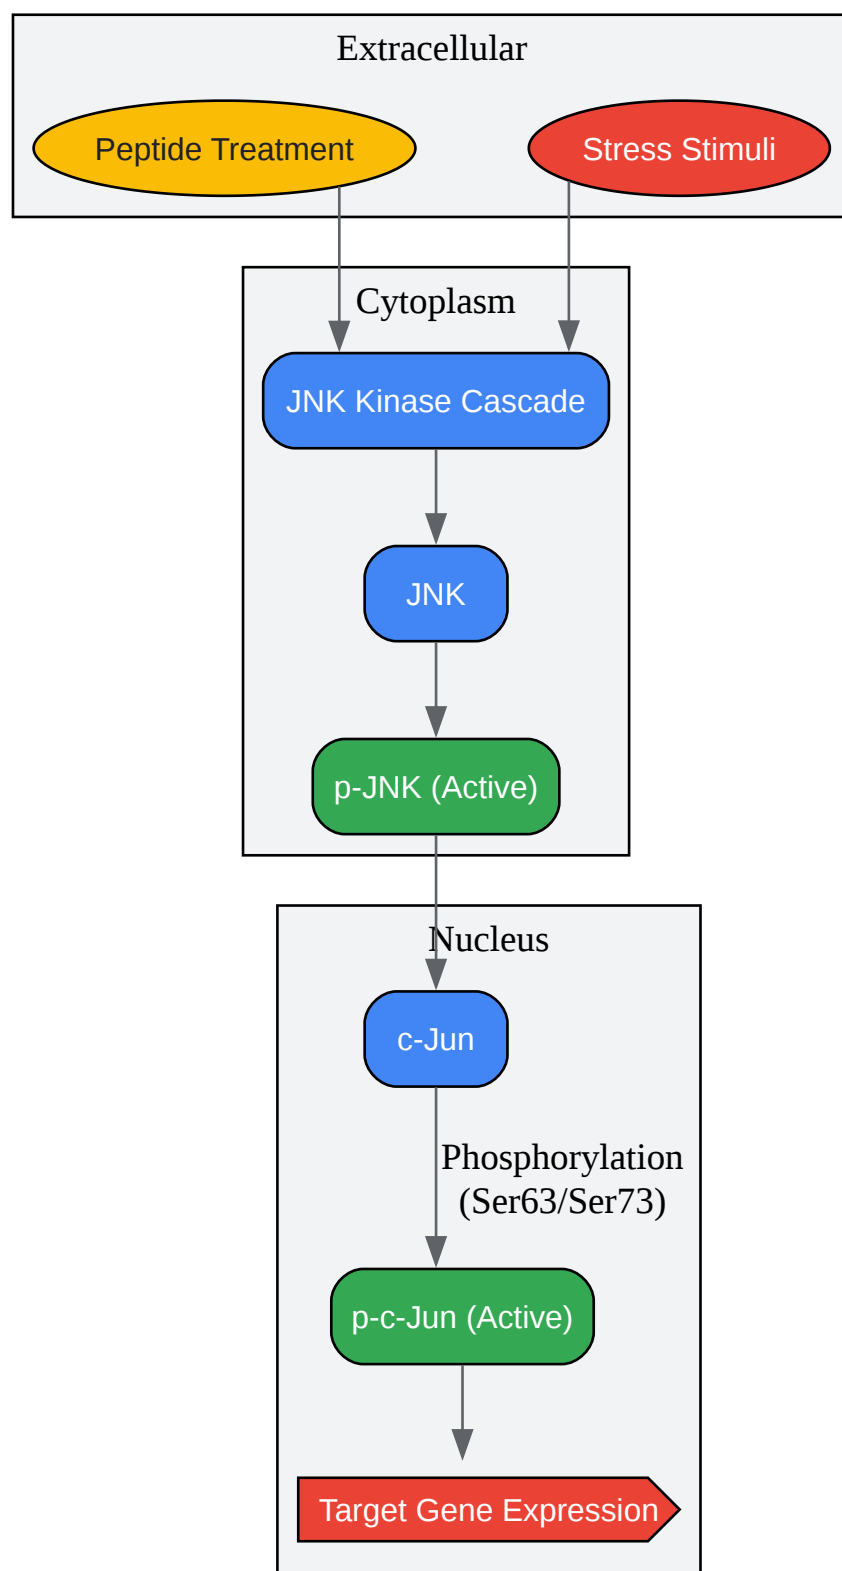 Extracellular
Peptide Treatment
Stress Stimuli
Cytoplasm
JNK Kinase Cascade
JNK
p-JNK (Active)
Nucleus
c-Jun
Phosphorylation
(Ser63/Ser73)
p-c-Jun (Active)
Target Gene Expression